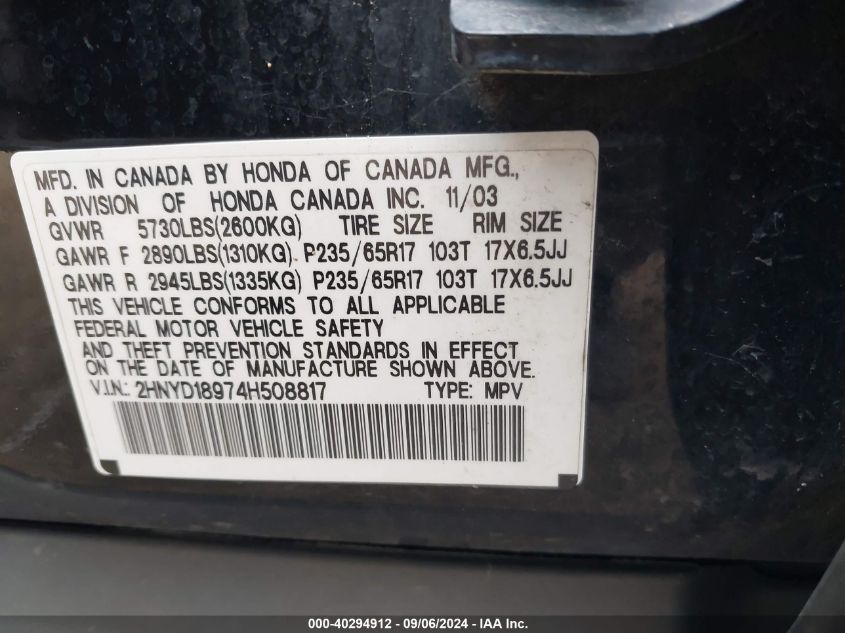 MFD. IN CANADA BY HONDA OF CANADA MFG.,
A DIVISION OF HONDA CANADA INC. 11/03
GVWR 5730LBS(2600KG) TIRE SIZE RIM SIZE
GAWR F 2890LBS(1310KG) P235/65R17 103T 17X6.5JJ
GAWR R 2945LBS(1335KG) P235/65R17 103T 17X6.5JJ
THIS VEHICLE CONFORMS TO ALL APPLICABLE
FEDERAL MOTOR VEHICLE SAFETY
AND THEFT PREVENTION STANDARDS IN EFFECT
ON THE DATE OF MANUFACTURE SHOWN ABOVE.
V.I.N.: 2HNYD18974H508817 TYPE: MPV
000-40294912 - 09/06/2024 - IAA Inc.